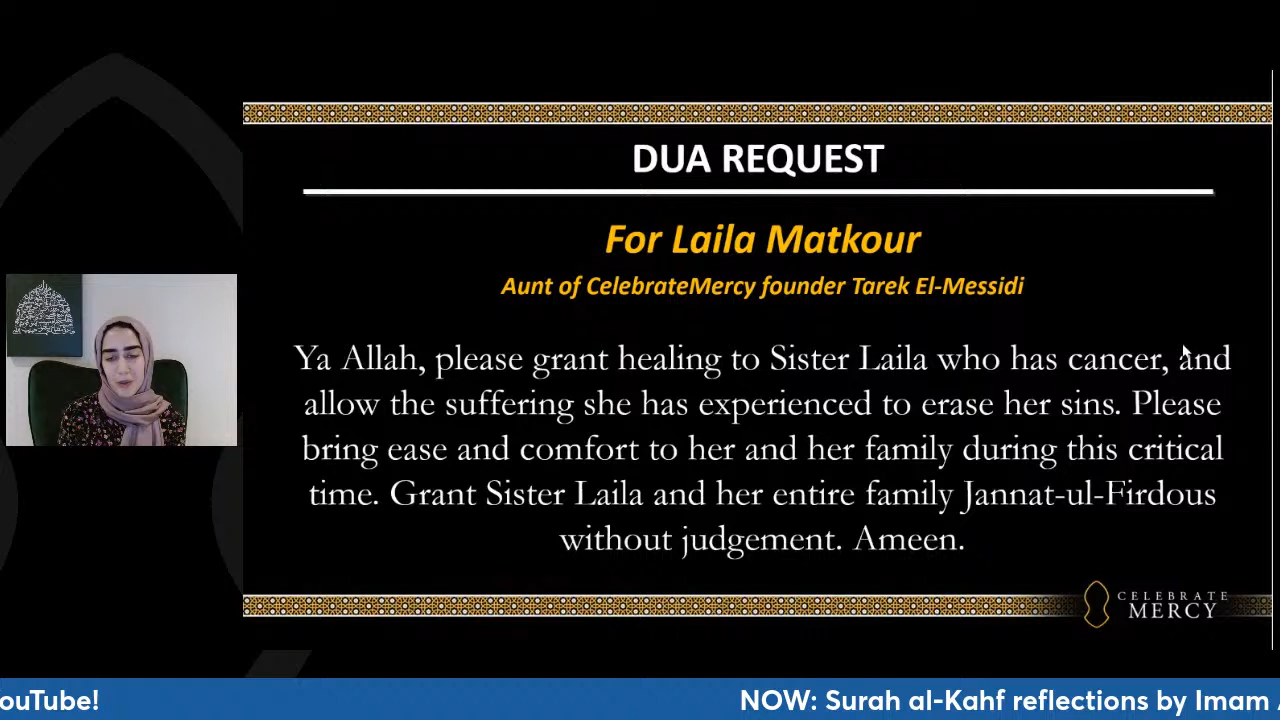 DUA REQUEST
For Laila Matkour
Aunt of CelebrateMercy founder Tarek El-Messidi
Ya Allah, please grant healing to Sister Laila who has cancer, and
allow the suffering she has experienced to erase her sins. Please
bring ease and comfort to her and her family during this critical
time. Grant Sister Laila and her entire family Jannat-ul-Firdous
without judgement. Ameen.
CELEBRATE
MERCY
ouTube!
NOW: Surah al-Kahf reflections by Imam